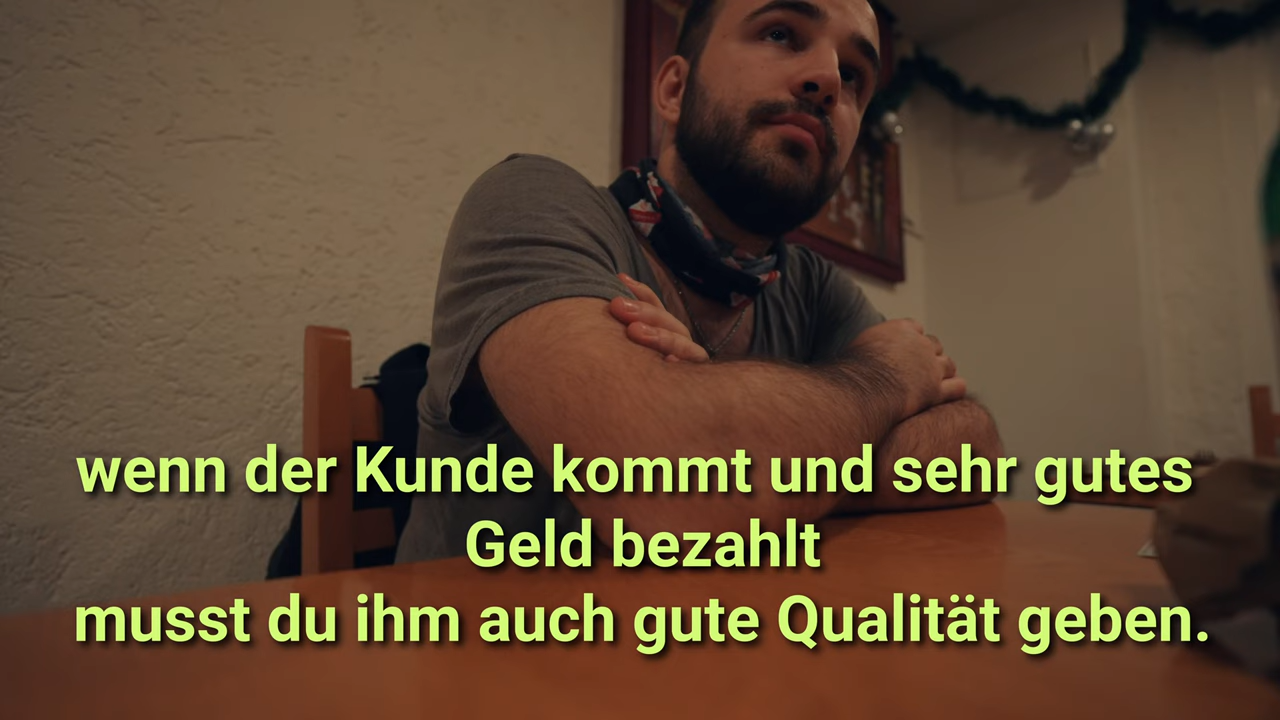 wenn der Kunde kommt und sehr gutes
Geld bezahlt
musst du ihm auch gute Qualität geben.